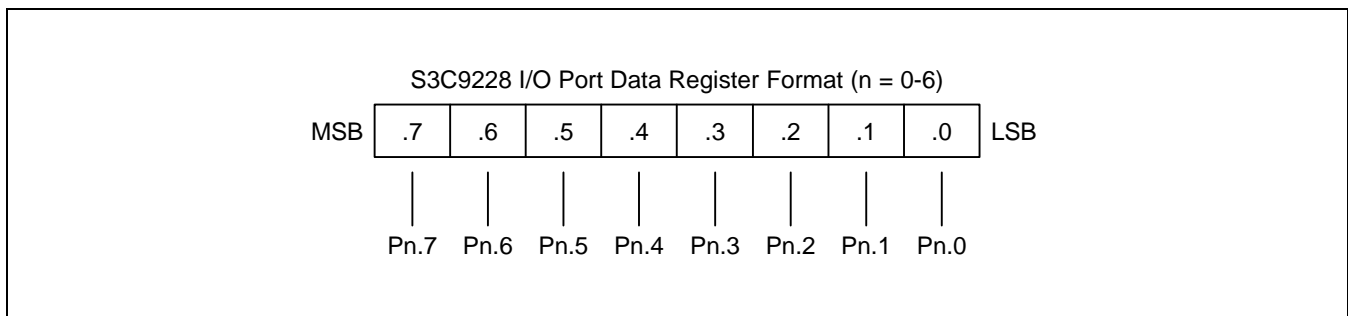 S3C9228 I/O Port Data Register Format (n = 0-6)
MSB .7 .6 .5 .4 .3 .2 .1 .0 LSB
Pn.7 Pn.6 Pn.5 Pn.4 Pn.3 Pn.2 Pn.1 Pn.0